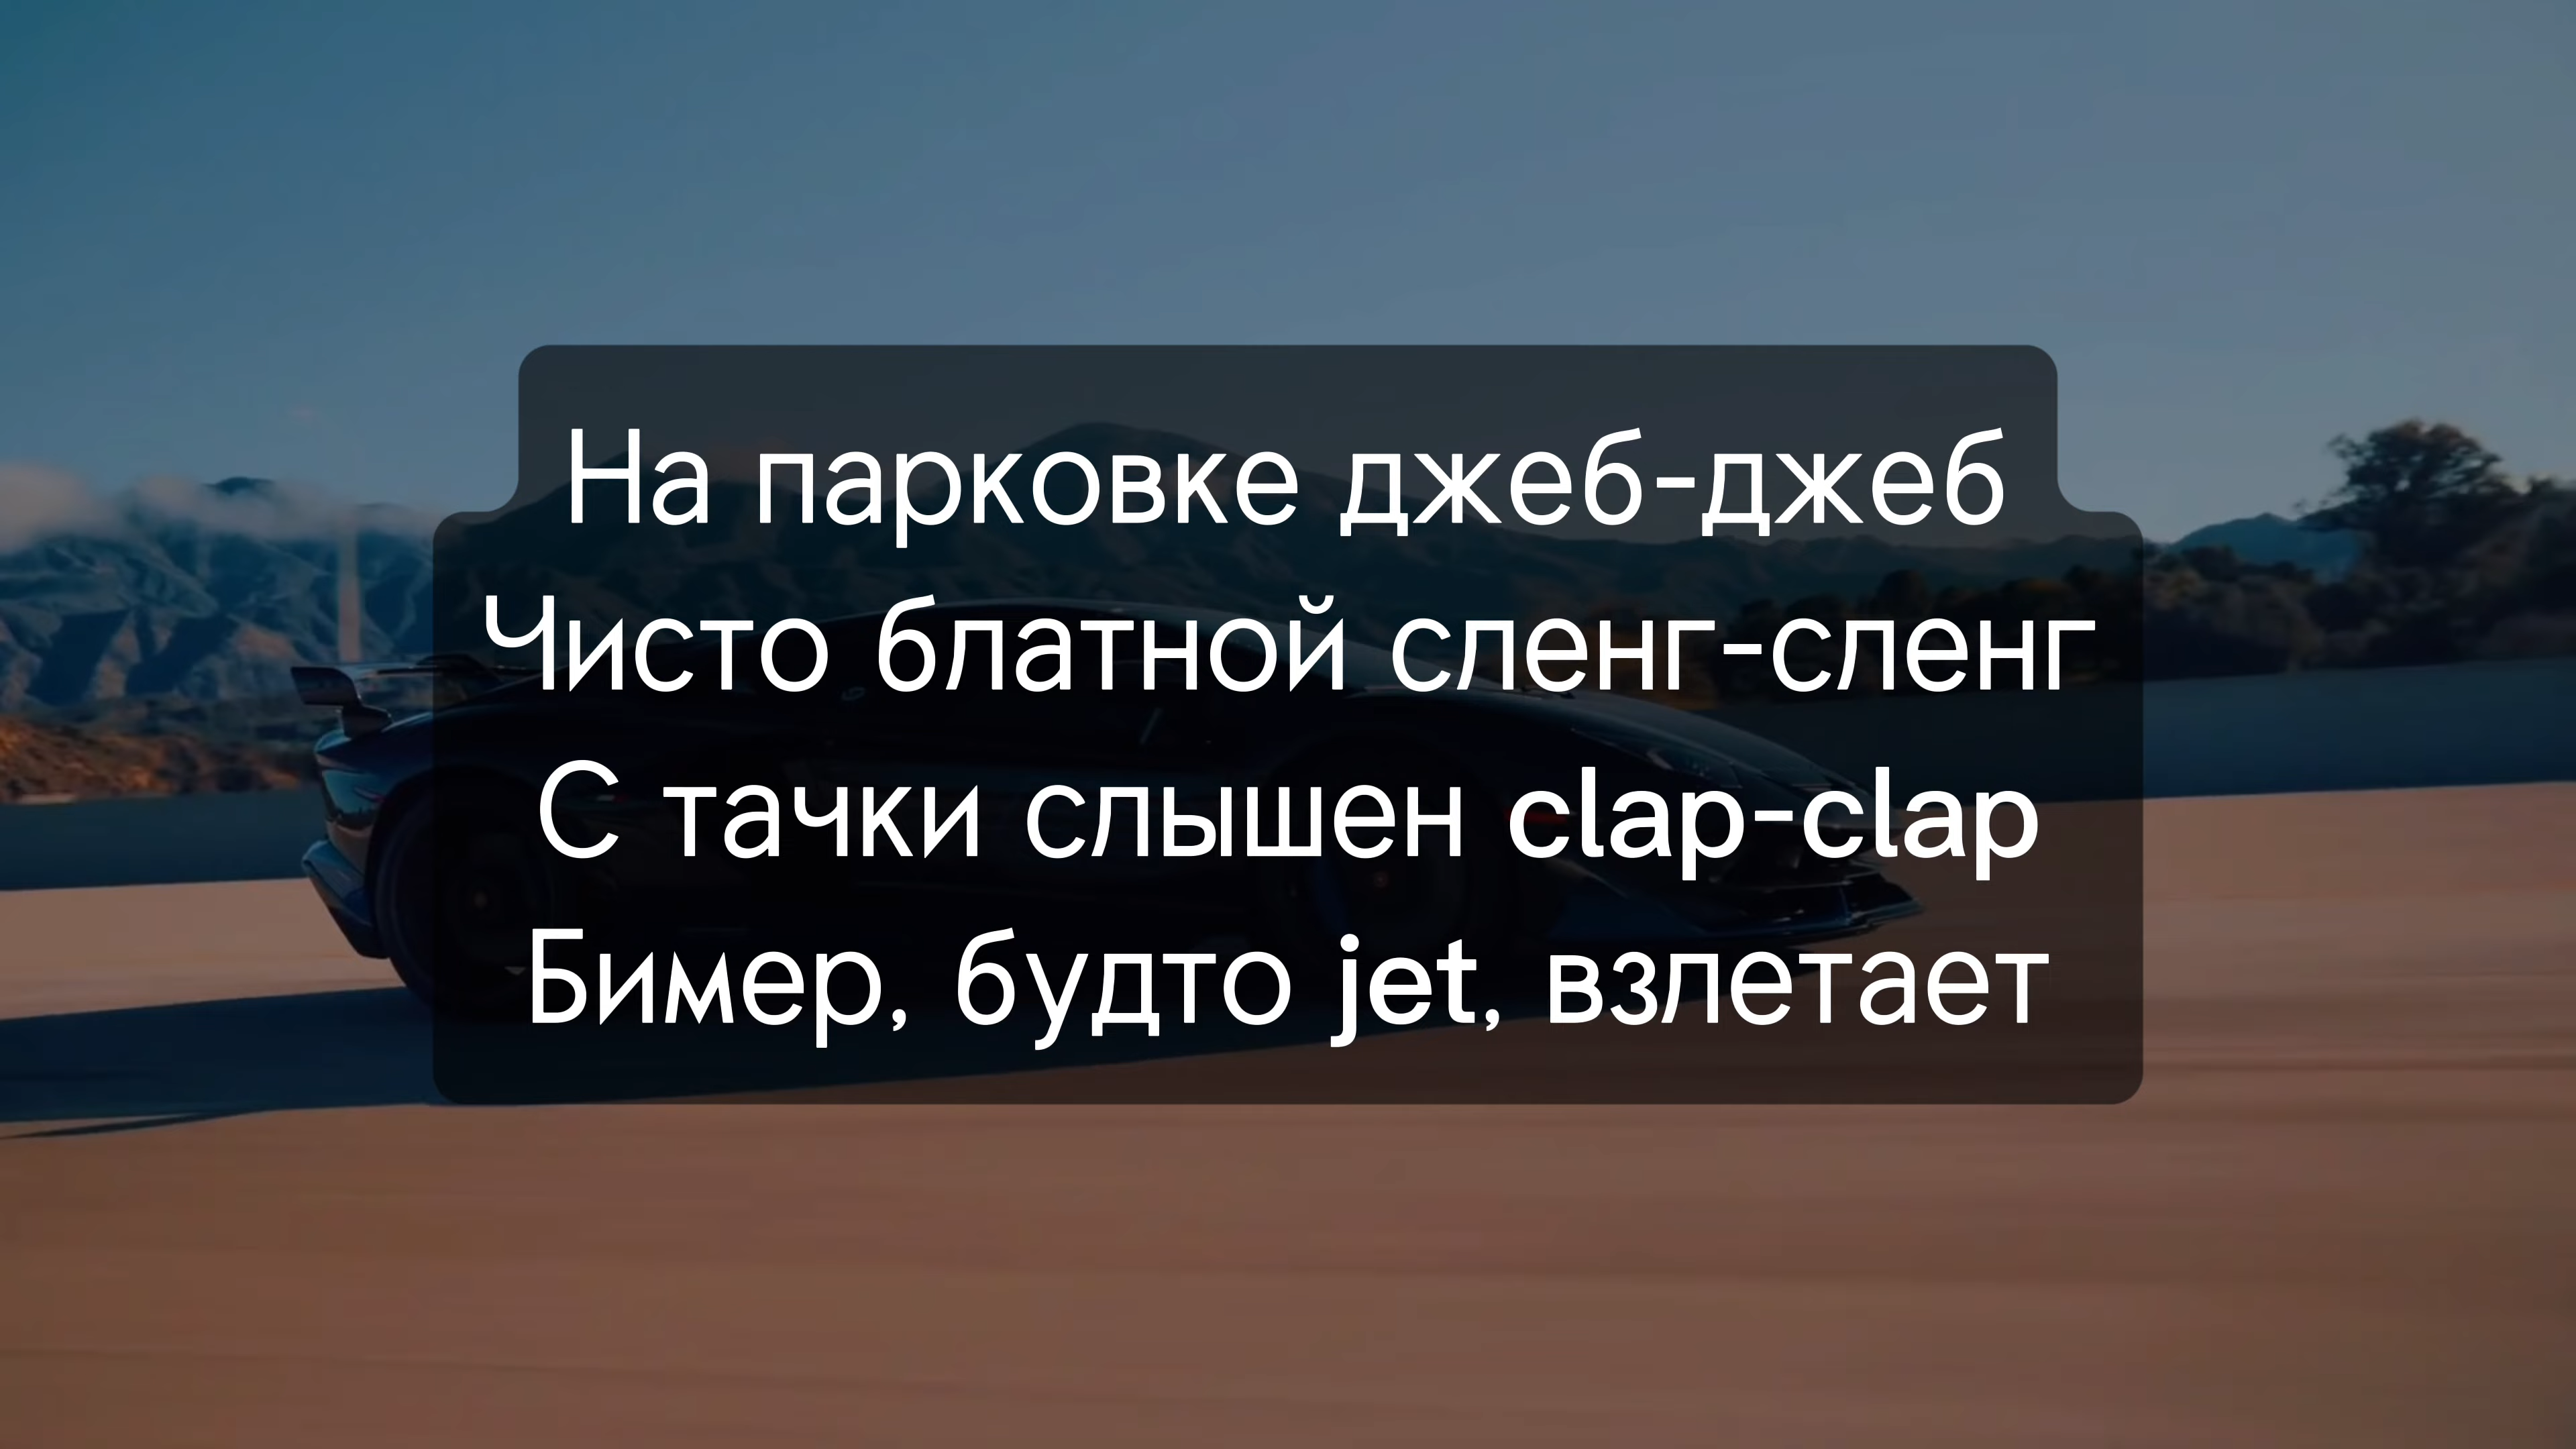 На парковке джеб-джеб
Чисто блатной сленг-сленг
С тачки слышен clap-clap
Бимер, будто jet, взлетает